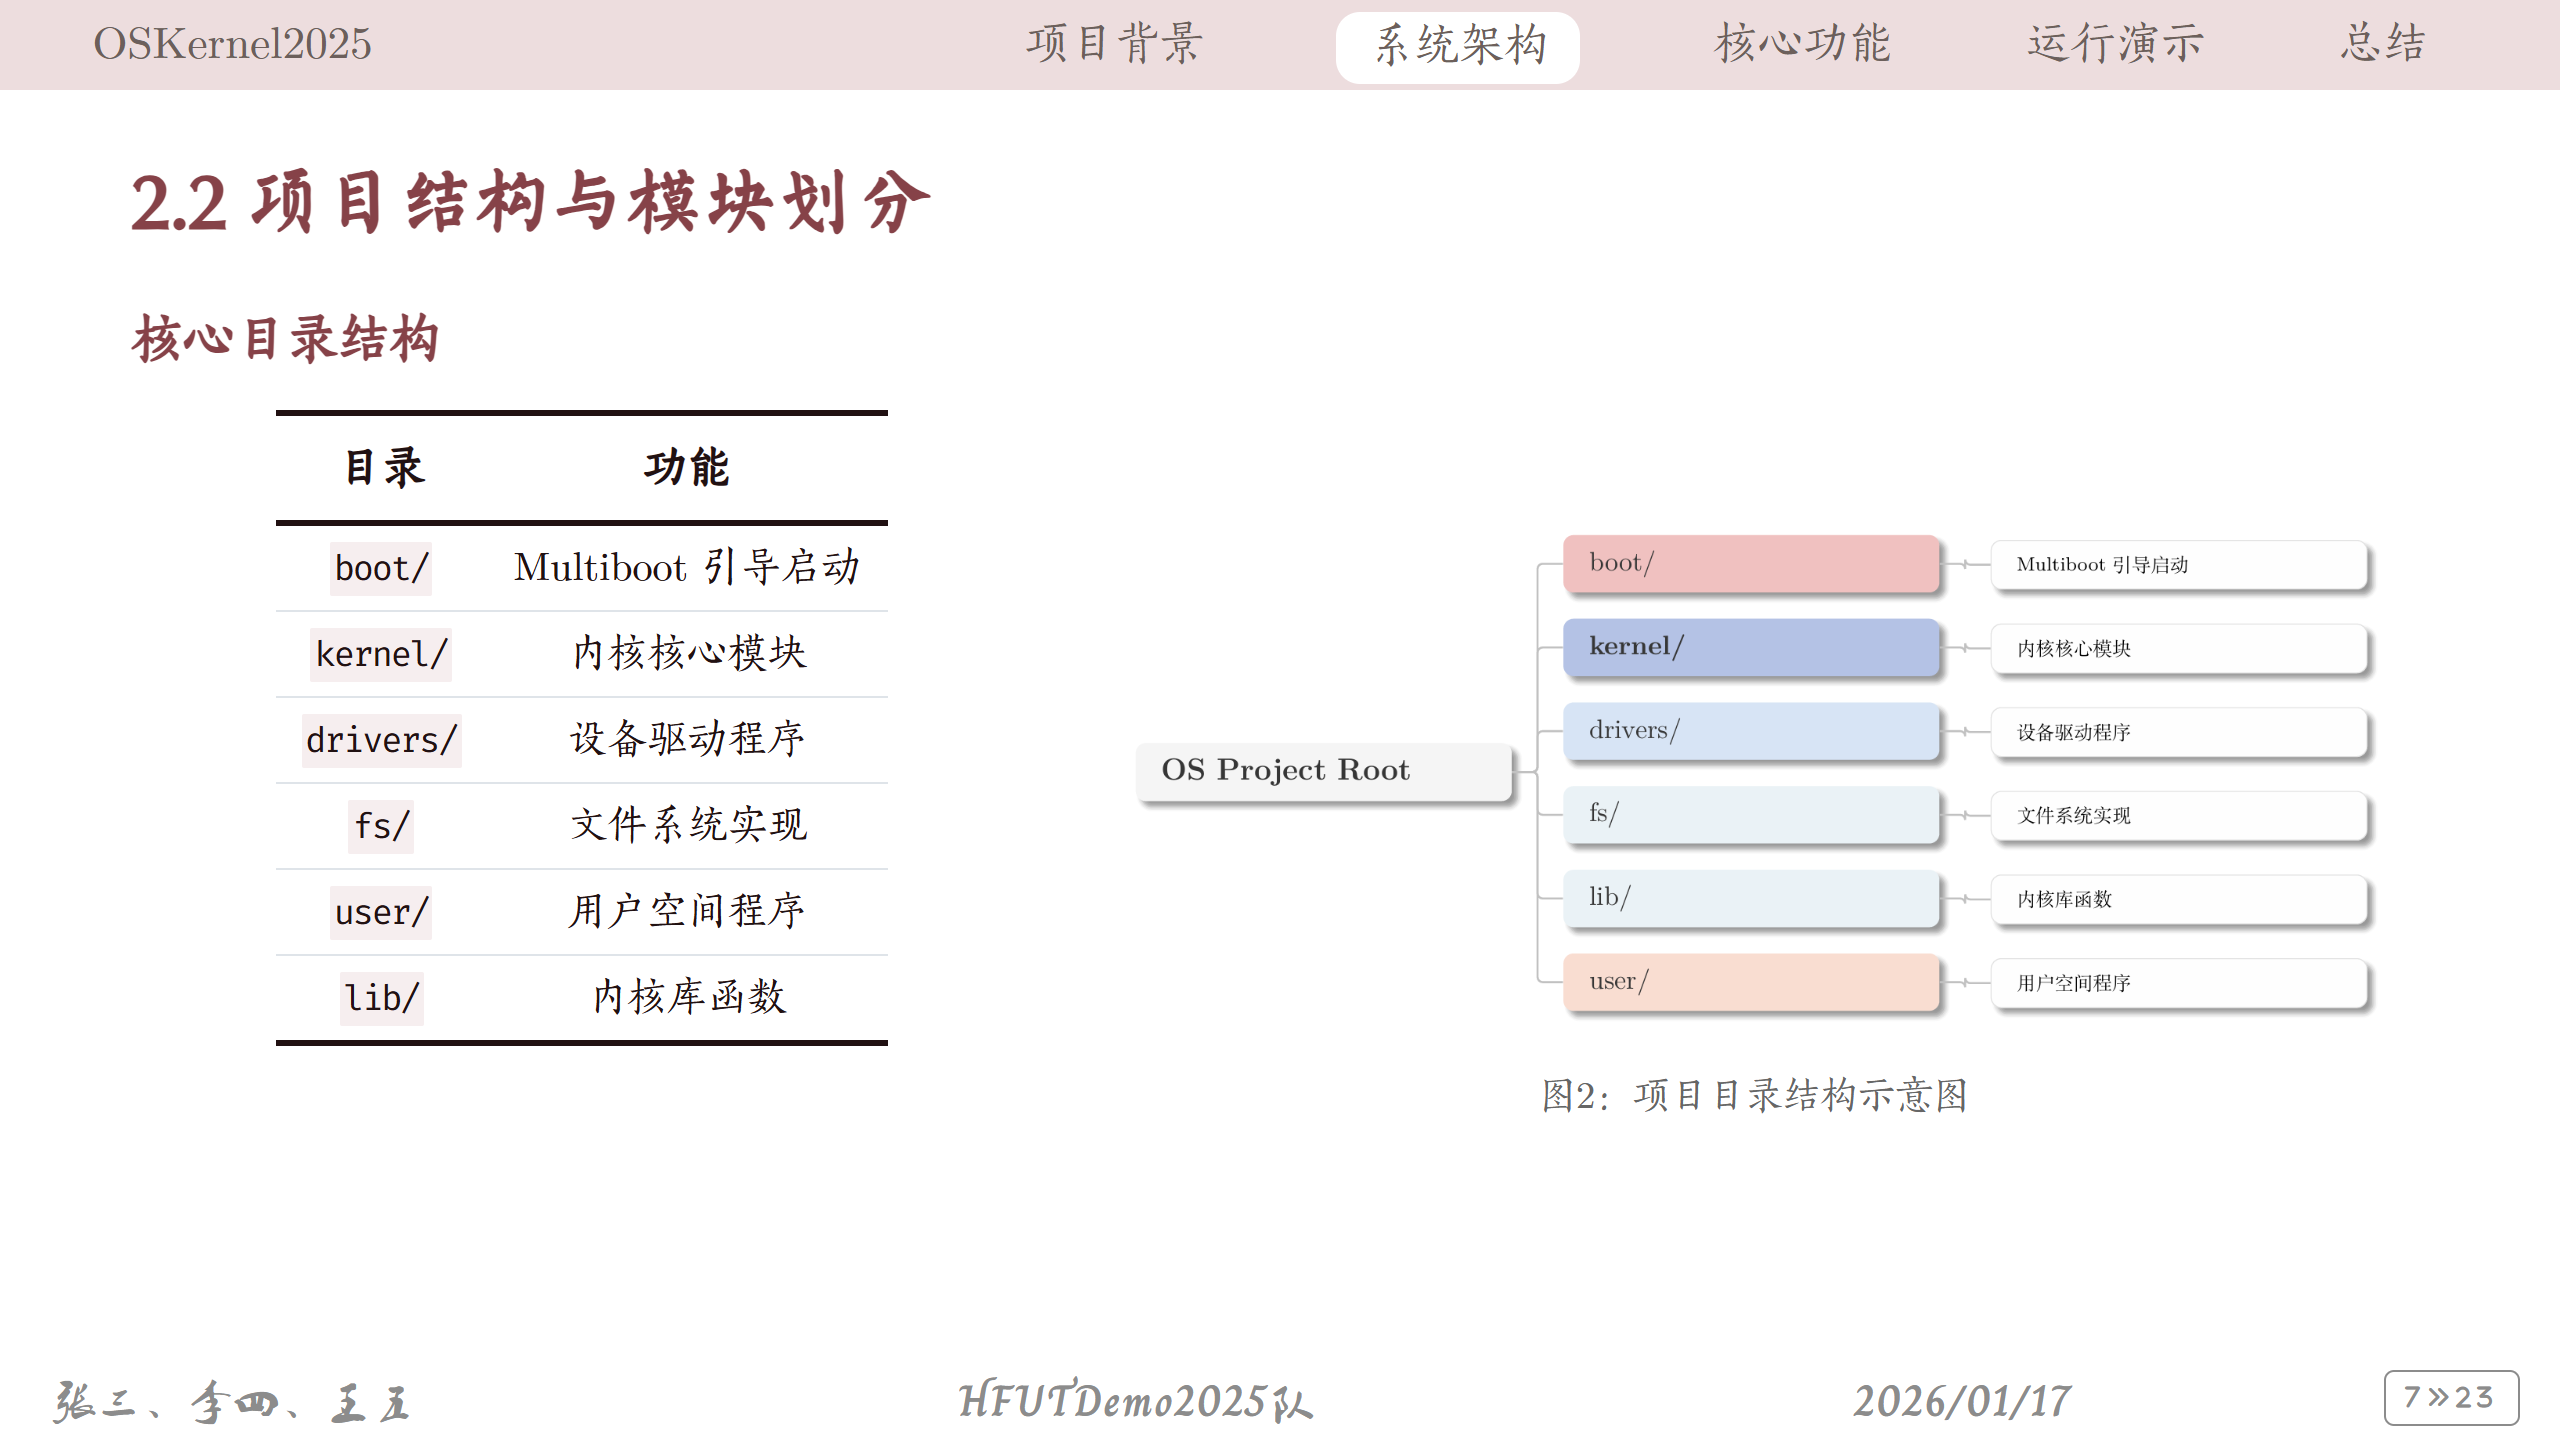 OSKernel2025 项目背景 系统架构 核心功能 运行演示 总结
2.2 项目结构与模块划分
核心目录结构
目录 功能
boot/ Multiboot 引导启动
kernel/ 内核核心模块
drivers/ 设备驱动程序
fs/ 文件系统实现
user/ 用户空间程序
lib/ 内核库函数
OS Project Root
boot/ Multiboot 引导启动
kernel/ 内核核心模块
drivers/ 设备驱动程序
fs/ 文件系统实现
lib/ 内核库函数
user/ 用户空间程序
图2：项目目录结构示意图
张三、李四、王五 HFUTDemo2025队 2026/01/17 7»23